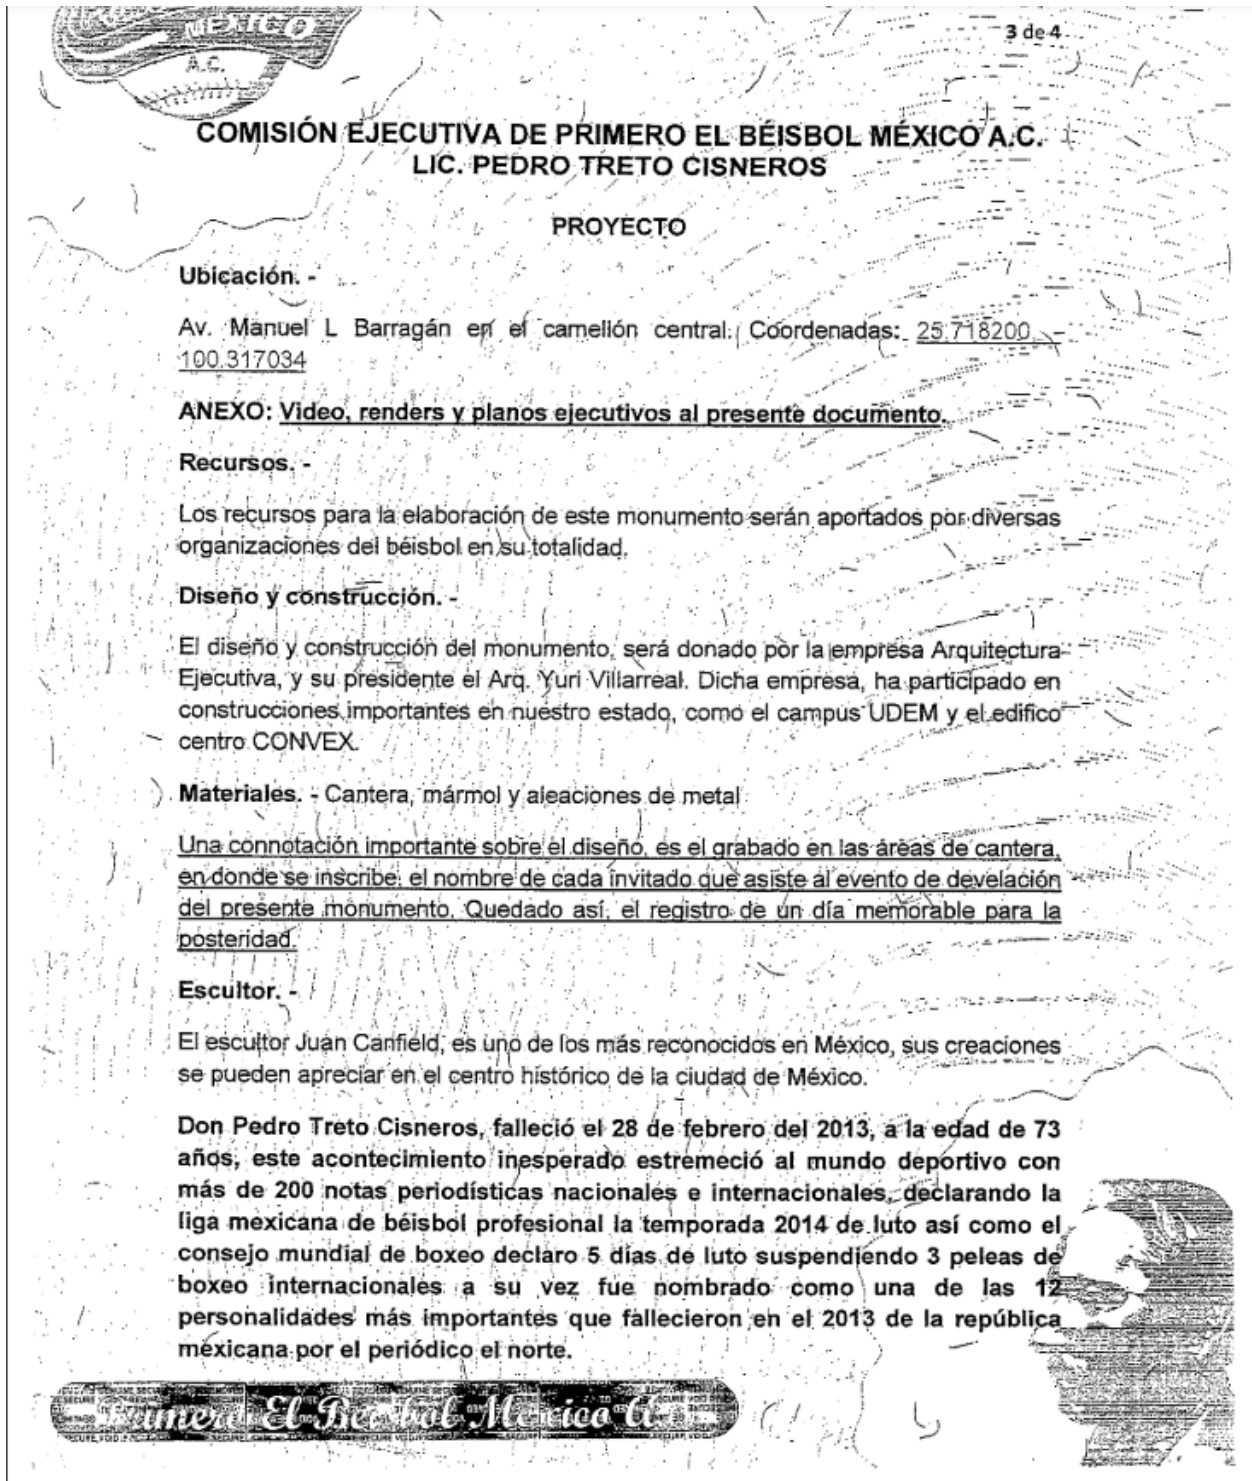 MEXICO
A.C.
3 de 4
COMISIÓN EJECUTIVA DE PRIMERO EL BÉISBOL MÉXICO A.C.
LIC. PEDRO TRETO CISNEROS
PROYECTO
Ubicación. -
Av. Manuel L Barragán en el camellón central. Coordenadas: 25.718200, -
100.317034
ANEXO: Video, renders y planos ejecutivos al presente documento.
Recursos. -
Los recursos para la elaboración de este monumento serán aportados por diversas
organizaciones del béisbol en su totalidad.
Diseño y construcción. -
El diseño y construcción del monumento, será donado por la empresa Arquitectura
Ejecutiva, y su presidente el Arq. Yuri Villarreal. Dicha empresa, ha participado en
construcciones importantes en nuestro estado, como el campus UDEM y el edifico
centro CONVEX.
Materiales. - Cantera, mármol y aleaciones de metal
Una connotación importante sobre el diseño, es el grabado en las áreas de cantera,
en donde se inscribe, el nombre de cada invitado que asiste al evento de develación
del presente monumento. Quedado así, el registro de un día memorable para la
posteridad.
Escultor. -
El escultor Juan Canfield, es uno de los más reconocidos en México, sus creaciones
se pueden apreciar en el centro histórico de la ciudad de México.
Don Pedro Treto Cisneros, falleció el 28 de febrero del 2013, a la edad de 73
años, este acontecimiento inesperado estremeció al mundo deportivo con
más de 200 notas periodísticas nacionales e internacionales, declarando la
liga mexicana de béisbol profesional la temporada 2014 de luto así como el
consejo mundial de boxeo declaro 5 días de luto suspendiendo 3 peleas de
boxeo internacionales a su vez fue nombrado como una de las 12
personalidades más importantes que fallecieron en el 2013 de la república
mexicana por el periódico el norte.
Primero El Beisbol Mexico A.C.